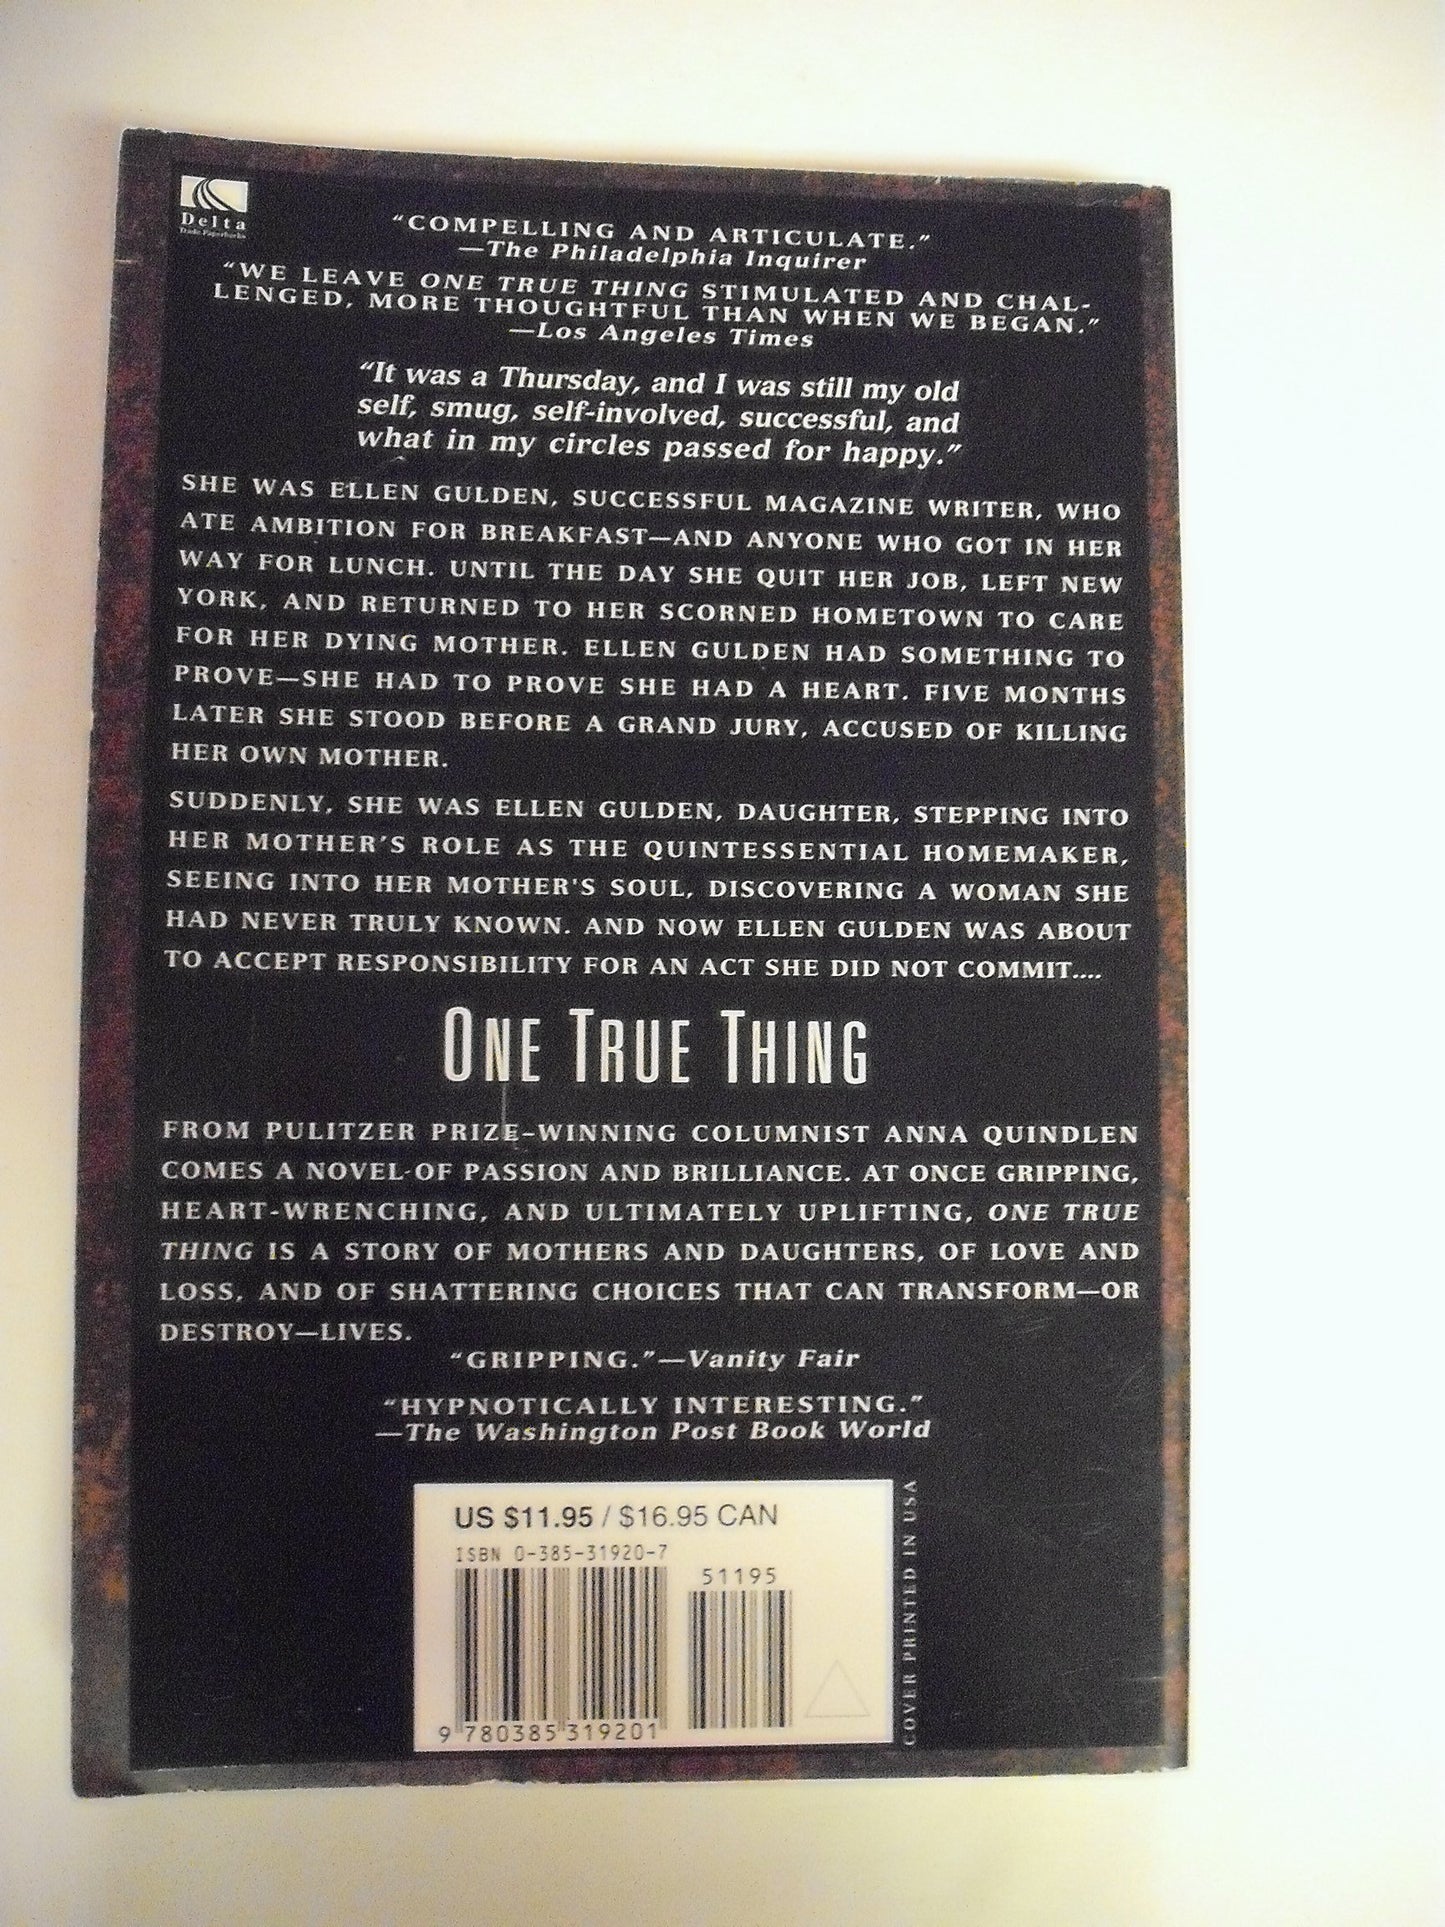 Delta
Trade Paperbacks
“COMPELLING AND ARTICULATE.”
—The Philadelphia Inquirer
“WE LEAVE ONE TRUE THING STIMULATED AND CHAL-
LENGED, MORE THOUGHTFUL THAN WHEN WE BEGAN.”
—Los Angeles Times
“It was a Thursday, and I was still my old
self, smug, self-involved, successful, and
what in my circles passed for happy.”
SHE WAS ELLEN GULDEN, SUCCESSFUL MAGAZINE WRITER, WHO
ATE AMBITION FOR BREAKFAST—AND ANYONE WHO GOT IN HER
WAY FOR LUNCH. UNTIL THE DAY SHE QUIT HER JOB, LEFT NEW
YORK, AND RETURNED TO HER SCORNED HOMETOWN TO CARE
FOR HER DYING MOTHER. ELLEN GULDEN HAD SOMETHING TO
PROVE—SHE HAD TO PROVE SHE HAD A HEART. FIVE MONTHS
LATER SHE STOOD BEFORE A GRAND JURY, ACCUSED OF KILLING
HER OWN MOTHER.
SUDDENLY, SHE WAS ELLEN GULDEN, DAUGHTER, STEPPING INTO
HER MOTHER’S ROLE AS THE QUINTESSENTIAL HOMEMAKER,
SEEING INTO HER MOTHER'S SOUL, DISCOVERING A WOMAN SHE
HAD NEVER TRULY KNOWN. AND NOW ELLEN GULDEN WAS ABOUT
TO ACCEPT RESPONSIBILITY FOR AN ACT SHE DID NOT COMMIT....
ONE TRUE THING
FROM PULITZER PRIZE-WINNING COLUMNIST ANNA QUINDLEN
COMES A NOVEL OF PASSION AND BRILLIANCE. AT ONCE GRIPPING,
HEART-WRENCHING, AND ULTIMATELY UPLIFTING, ONE TRUE
THING IS A STORY OF MOTHERS AND DAUGHTERS, OF LOVE AND
LOSS, AND OF SHATTERING CHOICES THAT CAN TRANSFORM—OR
DESTROY—LIVES.
“GRIPPING.”—Vanity Fair
“HYPNOTICALLY INTERESTING.”
—The Washington Post Book World
US $11.95 / $16.95 CAN
ISBN 0-385-31920-7
51195
9 780385 319201
COVER PRINTED IN USA